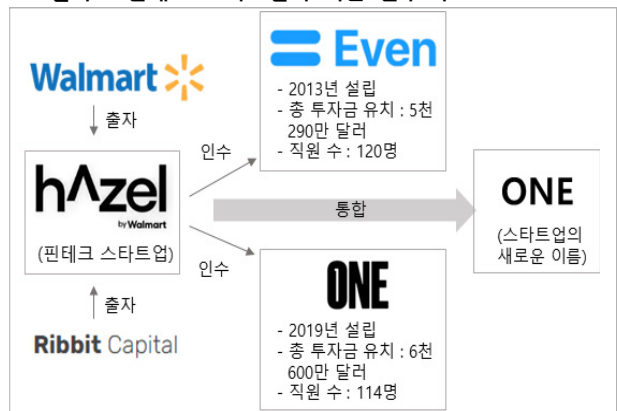 Walmart
출자
hΛzel
by Walmart
(핀테크 스타트업)
출자
Ribbit Capital
인수
인수
Even
- 2013년 설립
- 총 투자금 유치 : 5천
290만 달러
- 직원 수 : 120명
통합
ONE
- 2019년 설립
- 총 투자금 유치 : 6천
600만 달러
- 직원 수 : 114명
ONE
(스타트업의
새로운 이름)